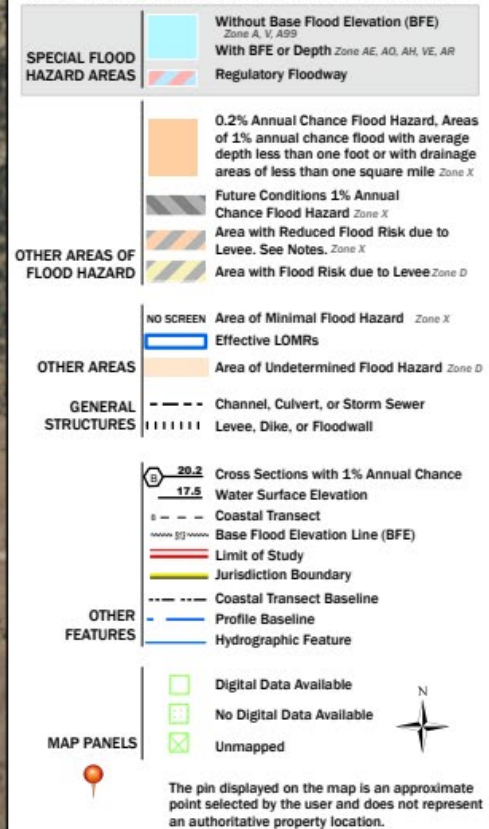 SPECIAL FLOOD
HAZARD AREAS
Without Base Flood Elevation (BFE)
Zone A, V, A99
With BFE or Depth Zone AE, AO, AH, VE, AR
Regulatory Floodway
OTHER AREAS OF
FLOOD HAZARD
0.2% Annual Chance Flood Hazard, Areas
of 1% annual chance flood with average
depth less than one foot or with drainage
areas of less than one square mile Zone X
Future Conditions 1% Annual
Chance Flood Hazard Zone X
Area with Reduced Flood Risk due to
Levee. See Notes. Zone X
Area with Flood Risk due to Levee Zone D
OTHER AREAS
NO SCREEN Area of Minimal Flood Hazard Zone X
Effective LOMRs
Area of Undetermined Flood Hazard Zone D
GENERAL
STRUCTURES
Channel, Culvert, or Storm Sewer
Levee, Dike, or Floodwall
OTHER
FEATURES
B 20.2 Cross Sections with 1% Annual Chance
17.5 Water Surface Elevation
Coastal Transect
Base Flood Elevation Line (BFE)
Limit of Study
Jurisdiction Boundary
Coastal Transect Baseline
Profile Baseline
Hydrographic Feature
MAP PANELS
Digital Data Available
No Digital Data Available
Unmapped
N
The pin displayed on the map is an approximate
point selected by the user and does not represent
an authoritative property location.